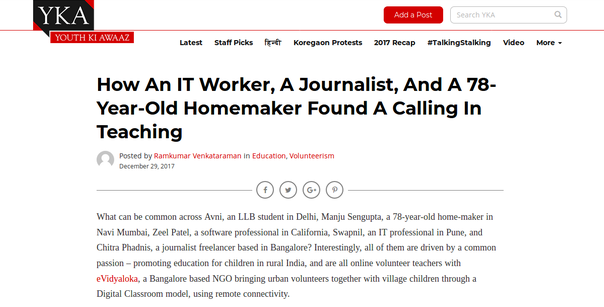 YKA
YOUTH KI AWAAZ
Add a Post
Search YKA
Latest Staff Picks हिन्दी Koregaon Protests 2017 Recap #TalkingStalking Video More
How An IT Worker, A Journalist, And A 78-
Year-Old Homemaker Found A Calling In
Teaching
Posted by Ramkumar Venkataraman in Education, Volunteerism
December 29, 2017
What can be common across Avni, an LLB student in Delhi, Manju Sengupta, a 78-year-old home-maker in
Navi Mumbai, Zeel Patel, a software professional in California, Swapnil, an IT professional in Pune, and
Chitra Phadnis, a journalist freelancer based in Bangalore? Interestingly, all of them are driven by a common
passion – promoting education for children in rural India, and are all online volunteer teachers with
eVidyaloka, a Bangalore based NGO bringing urban volunteers together with village children through a
Digital Classroom model, using remote connectivity.